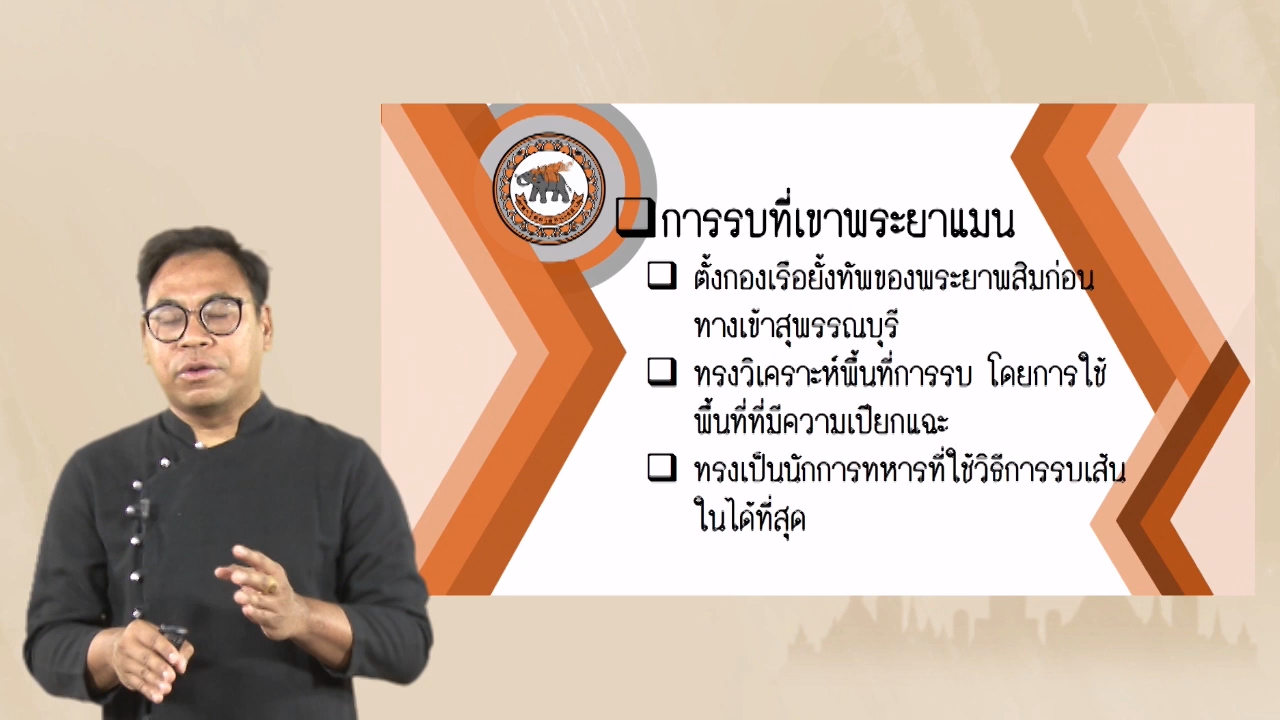 การรบที่เขาพระยาแมน
ตั้งกองเรือยั้งทัพของพระยาพสิมก่อน
ทางเข้าสุพรรณบุรี
ทรงวิเคราะห์พื้นที่การรบ โดยการใช้
พื้นที่ที่มีความเปียกแฉะ
ทรงเป็นนักการทหารที่ใช้วิธีการรบเส้น
ในได้ที่สุด